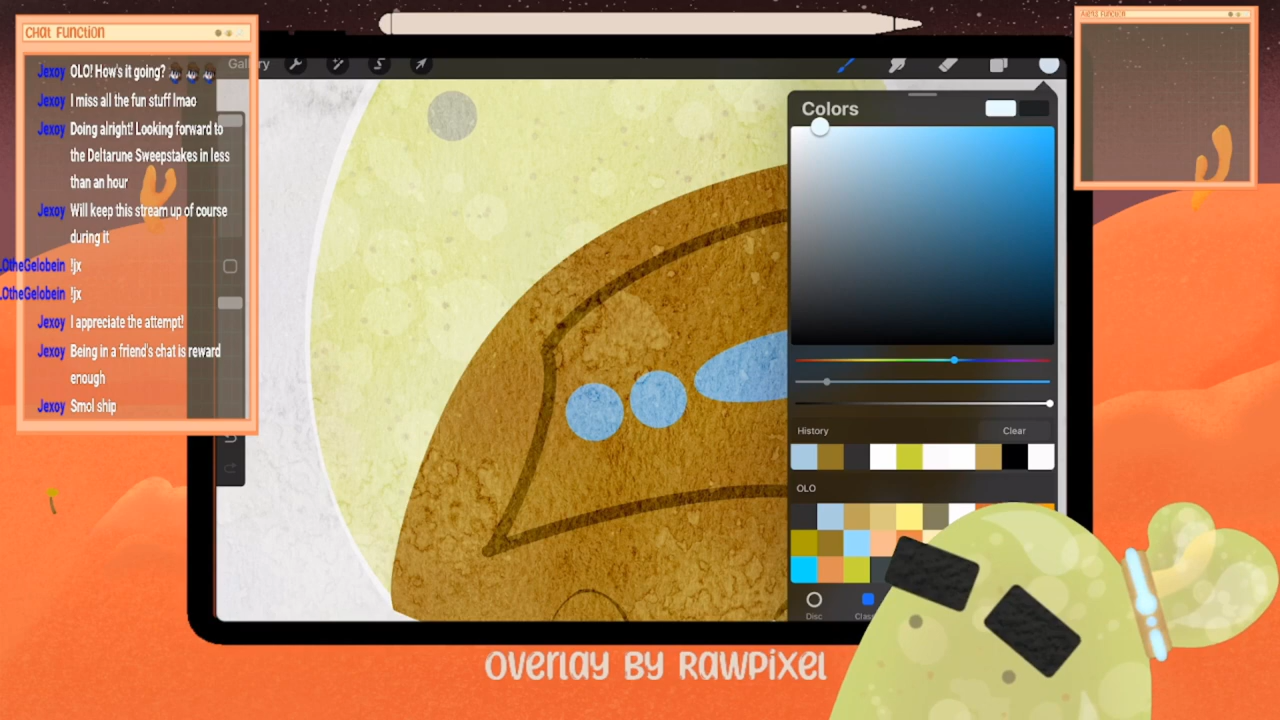 CHat FUNCTiON
Jexoy OLO! How's it going?
Jexoy I miss all the fun stuff lmao
Jexoy Doing alright! Looking forward to
the Deltarune Sweepstakes in less
than an hour
Jexoy Will keep this stream up of course
during it
OtheGelobein !jx
OtheGelobein !jx
Jexoy I appreciate the attempt!
Jexoy Being in a friend's chat is reward
enough
Jexoy Smol ship
Gallery
Colors
History
Clear
OLO
Disc
OVERLAY BY RAWPIXEL